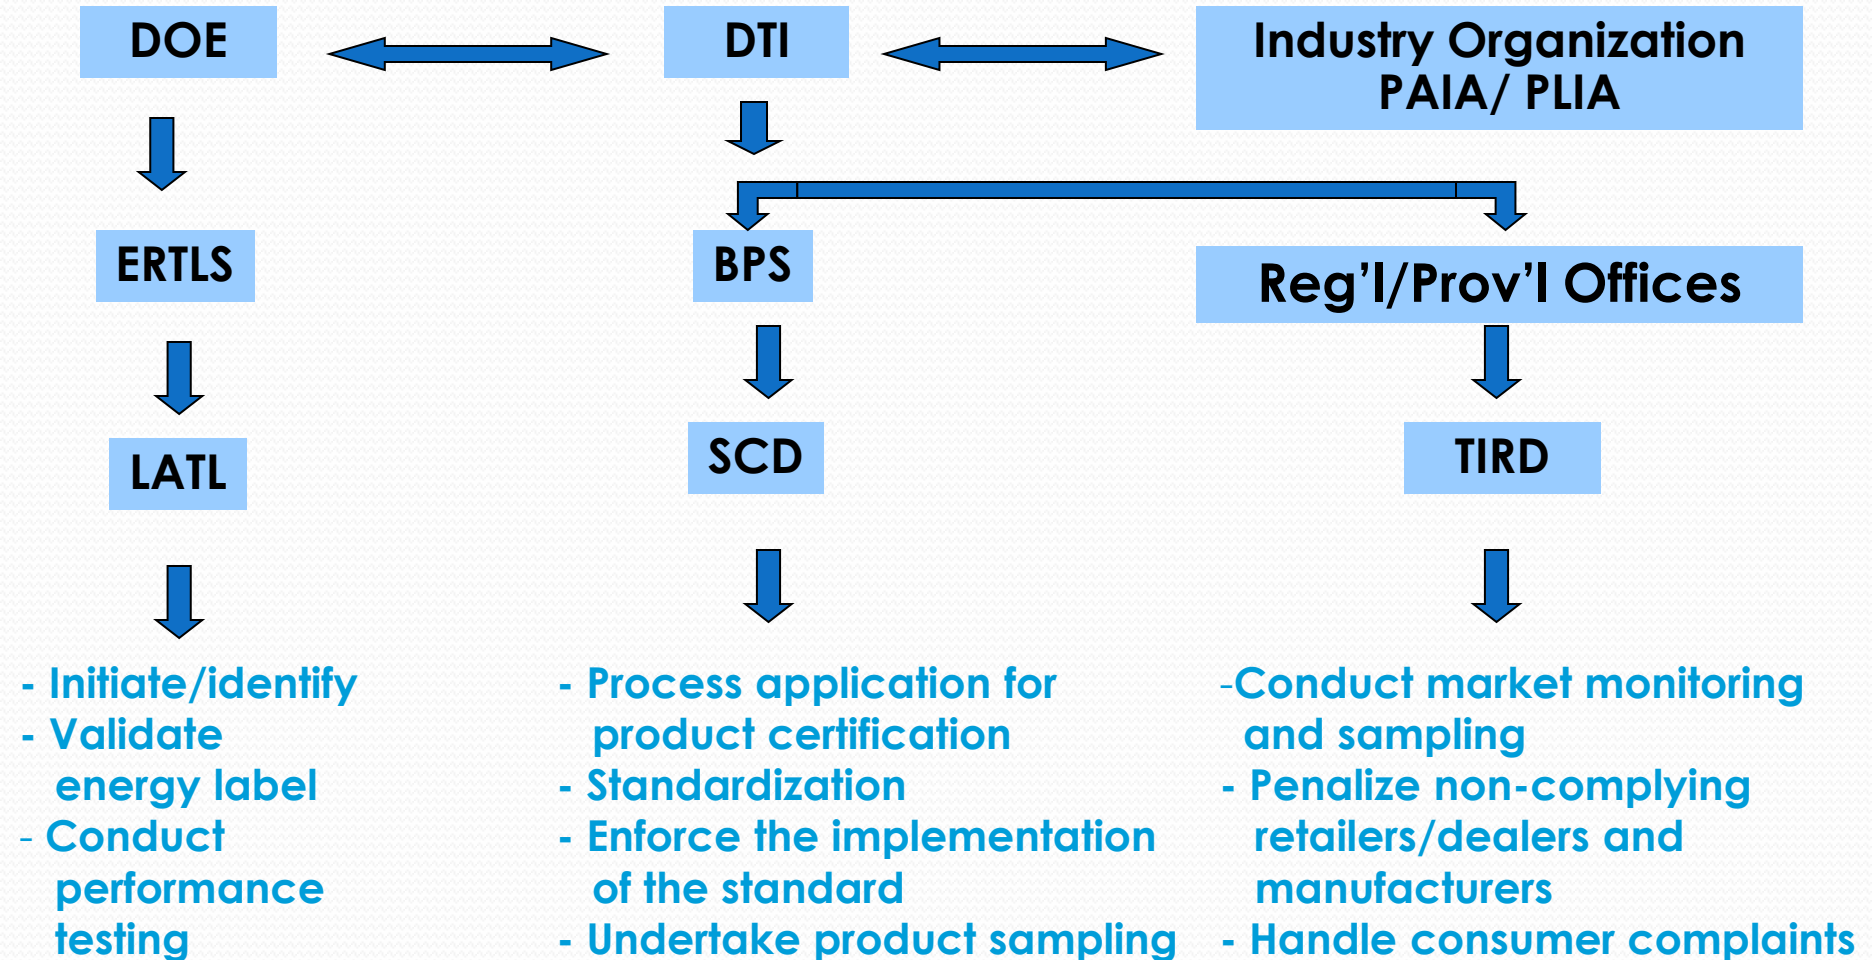 DOE
DTI
Industry Organization
PAIA/ PLIA
ERTLS
BPS
Reg'l/Prov'l Offices
LATL
SCD
TIRD
- Initiate/identify
- Validate
energy label
- Conduct
performance
testing
- Process application for
product certification
- Standardization
- Enforce the implementation
of the standard
- Undertake product sampling
-Conduct market monitoring
and sampling
- Penalize non-complying
retailers/dealers and
manufacturers
- Handle consumer complaints